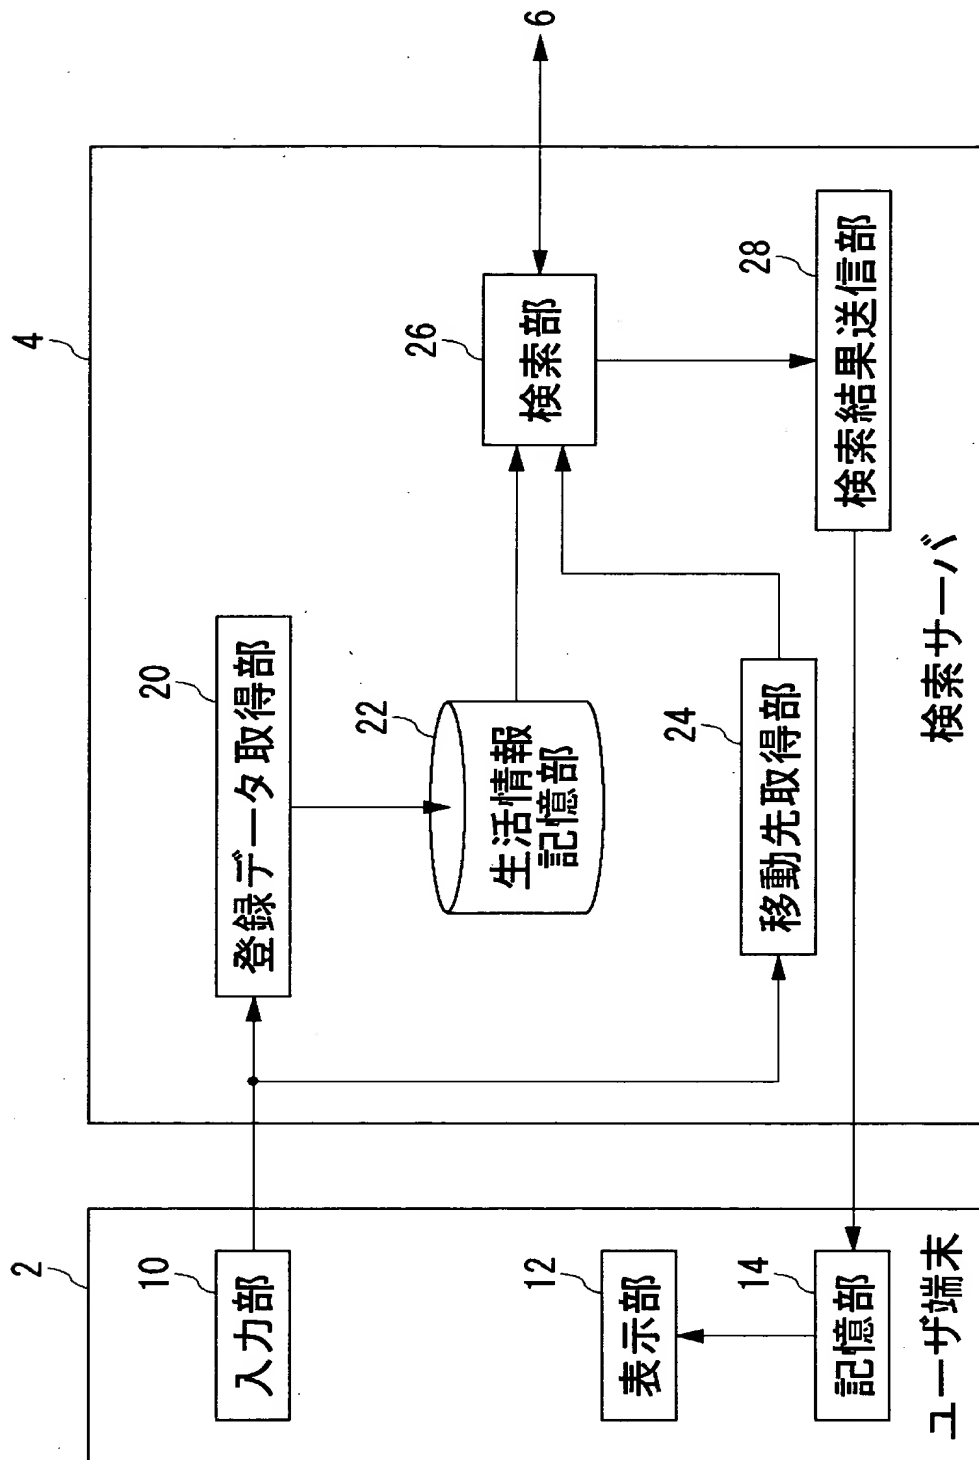 2
10
入力部
12
表示部
14
記憶部
ユーザ端末
4
20
登録データ取得部
22
生活情報
記憶部
24
移動先取得部
26
検索部
28
検索結果送信部
検索サーバ
6